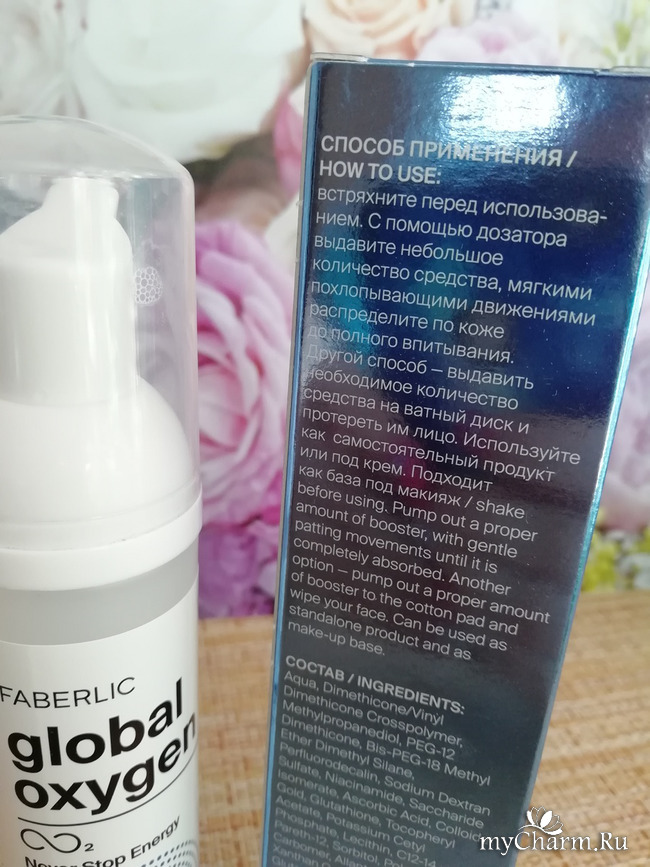 СПОСОБ ПРИМЕНЕНИЯ /
HOW TO USE:
встряхните перед использова-
нием. С помощью дозатора
выдавите небольшое
количество средства, мягкими
похлопывающими движениями
распределите по коже
до полного впитывания.
Другой способ – выдавить
необходимое количество
средства на ватный диск и
протереть им лицо. Используйте
как самостоятельный продукт
или под крем. Подходит
как база под макияж / shake
before using. Pump out a proper
amount of booster, with gentle
patting movements until it is
completely absorbed. Another
option – pump out a proper amount
of booster to the cotton pad and
wipe your face. Can be used as
standalone product and as
make-up base.
СОСТАВ / INGREDIENTS:
Aqua, Dimethicone/Vinyl
Dimethicone Crosspolymer,
Methylpropanediol, PEG-12
Dimethicone, Bis-PEG-18 Methyl
Ether Dimethyl Silane,
Perfluorodecalin, Sodium Dextran
Sulfate, Niacinamide, Saccharide
Isomerate, Ascorbic Acid, Colloidal
Gold, Glutathione, Tocopheryl
Acetate, Potassium Cetyl
Phosphate, Lecithin, C12-14
Sorbitol,
FABERLIC
global
oxygen
2
Never Stop Energy
myCharm.Ru